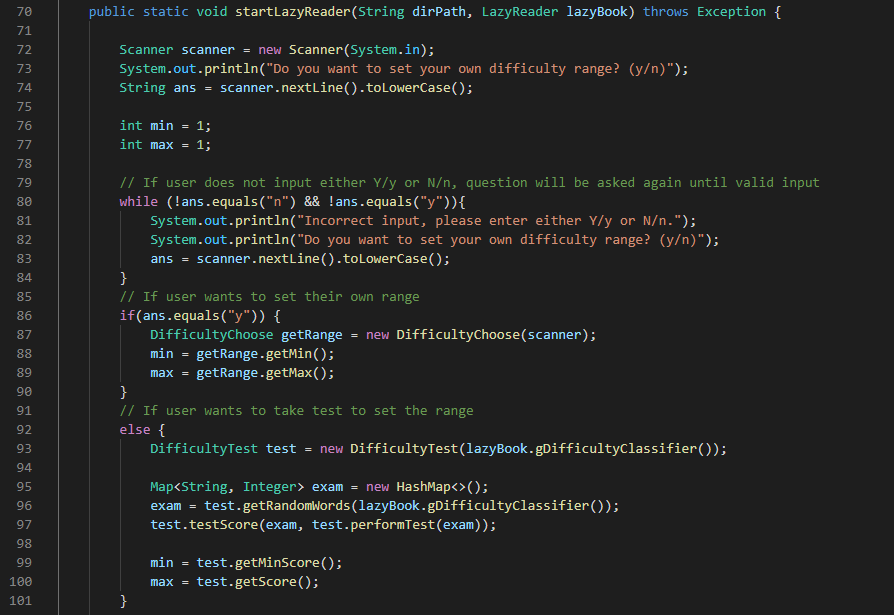 70 public static void startLazyReader(String dirPath, LazyReader lazyBook) throws Exception {
71
72 Scanner scanner = new Scanner(System.in);
73 System.out.println("Do you want to set your own difficulty range? (y/n)");
74 String ans = scanner.nextLine().toLowerCase();
75
76 int min = 1;
77 int max = 1;
78
79 // If user does not input either Y/y or N/n, question will be asked again until valid input
80 while (!ans.equals("n") && !ans.equals("y")){
81 System.out.println("Incorrect input, please enter either Y/y or N/n.");
82 System.out.println("Do you want to set your own difficulty range? (y/n)");
83 ans = scanner.nextLine().toLowerCase();
84 }
85 // If user wants to set their own range
86 if(ans.equals("y")) {
87 DifficultyChoose getRange = new DifficultyChoose(scanner);
88 min = getRange.getMin();
89 max = getRange.getMax();
90 }
91 // If user wants to take test to set the range
92 else {
93 DifficultyTest test = new DifficultyTest(lazyBook.gDifficultyClassifier());
94
95 Map<String, Integer> exam = new HashMap<>();
96 exam = test.getRandomWords(lazyBook.gDifficultyClassifier());
97 test.testScore(exam, test.performTest(exam));
98
99 min = test.getMinScore();
100 max = test.getScore();
101 }